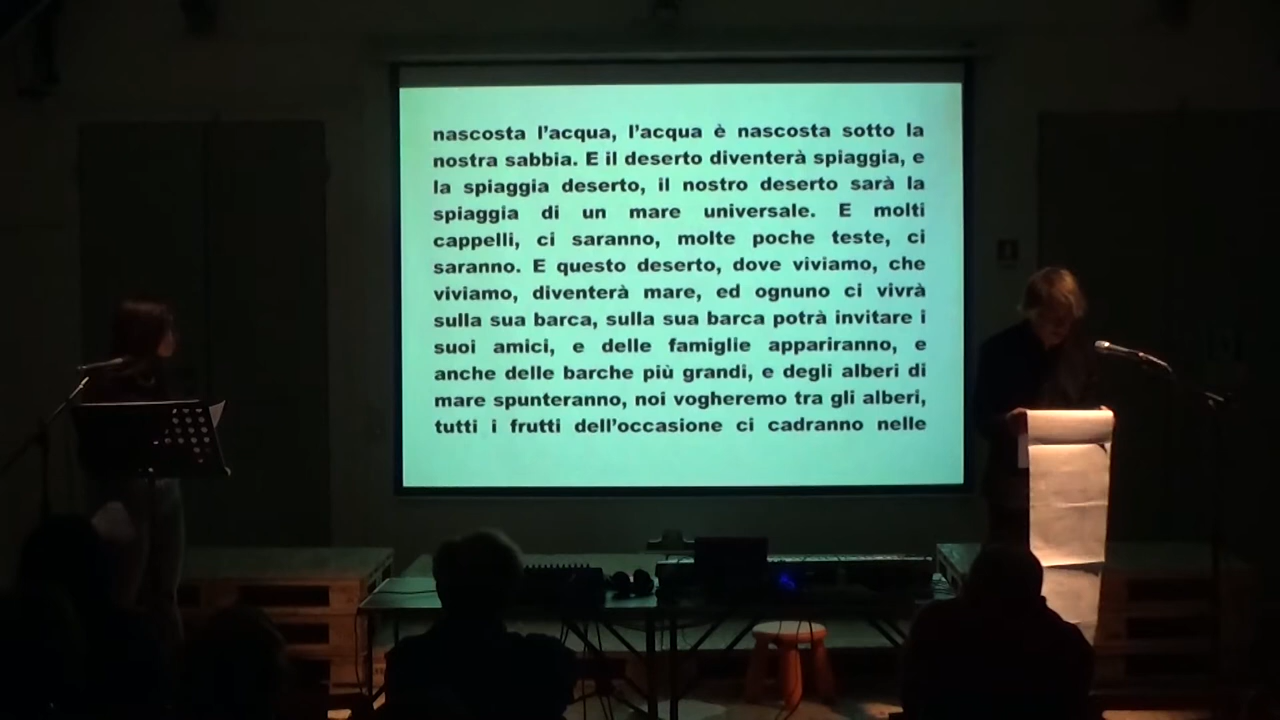 nascosta l'acqua, l'acqua è nascosta sotto la
nostra sabbia. E il deserto diventerà spiaggia, e
la spiaggia deserto, il nostro deserto sarà la
spiaggia di un mare universale. E molti
cappelli, ci saranno, molte poche teste, ci
saranno. E questo deserto, dove viviamo, che
viviamo, diventerà mare, ed ognuno ci vivrà
sulla sua barca, sulla sua barca potrà invitare i
suoi amici, e delle famiglie appariranno, e
anche delle barche più grandi, e degli alberi di
mare spunteranno, noi vogheremo tra gli alberi,
tutti i frutti dell'occasione ci cadranno nelle